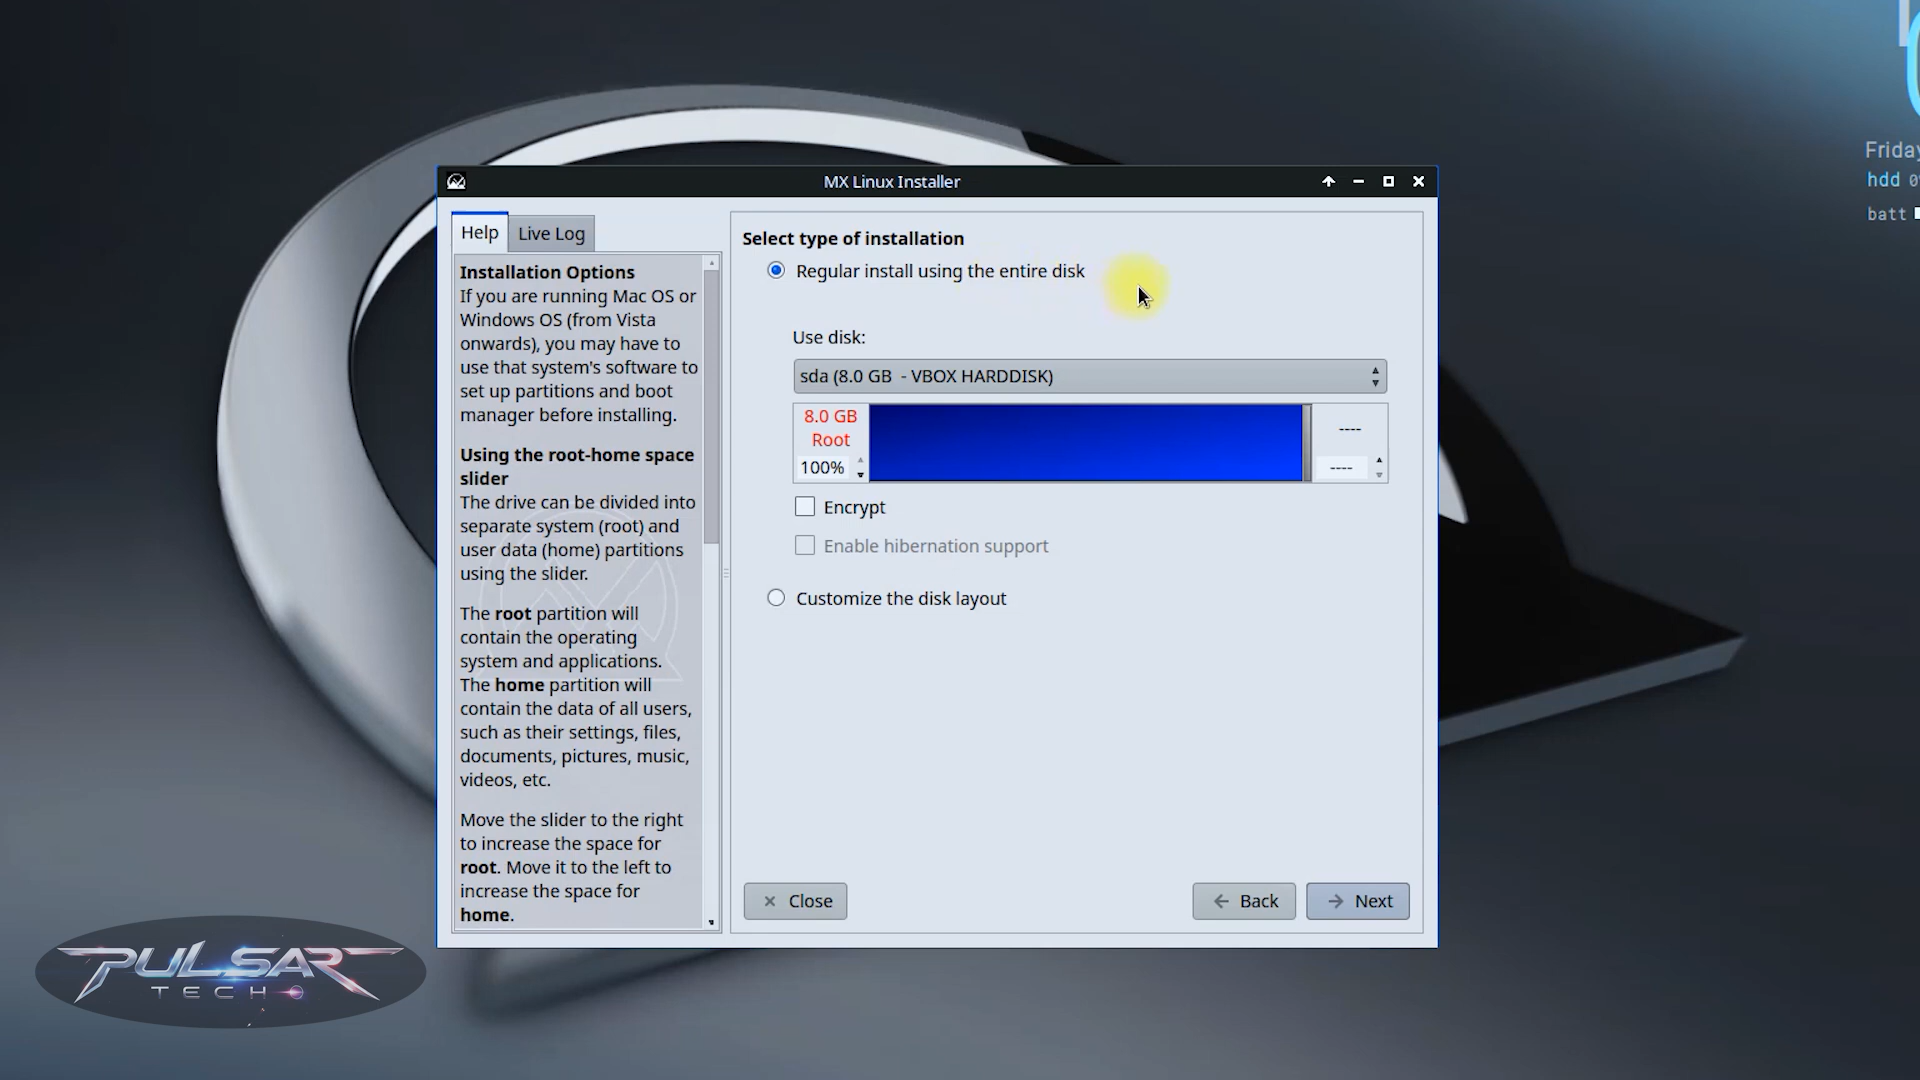 MX Linux Installer
Help
Live Log
Installation Options
If you are running Mac OS or
Windows OS (from Vista
onwards), you may have to
use that system's software to
set up partitions and boot
manager before installing.
Using the root-home space
slider
The drive can be divided into
separate system (root) and
user data (home) partitions
using the slider.
The root partition will
contain the operating
system and applications.
The home partition will
contain the data of all users,
such as their settings, files,
documents, pictures, music,
videos, etc.
Move the slider to the right
to increase the space for
root. Move it to the left to
increase the space for
home.
Select type of installation
Regular install using the entire disk
Use disk:
sda (8.0 GB - VBOX HARDDISK)
8.0 GB
Root
100%
----
----
Encrypt
Enable hibernation support
Customize the disk layout
Close
Back
Next
Friday
hdd
batt
PULSAR
TECH